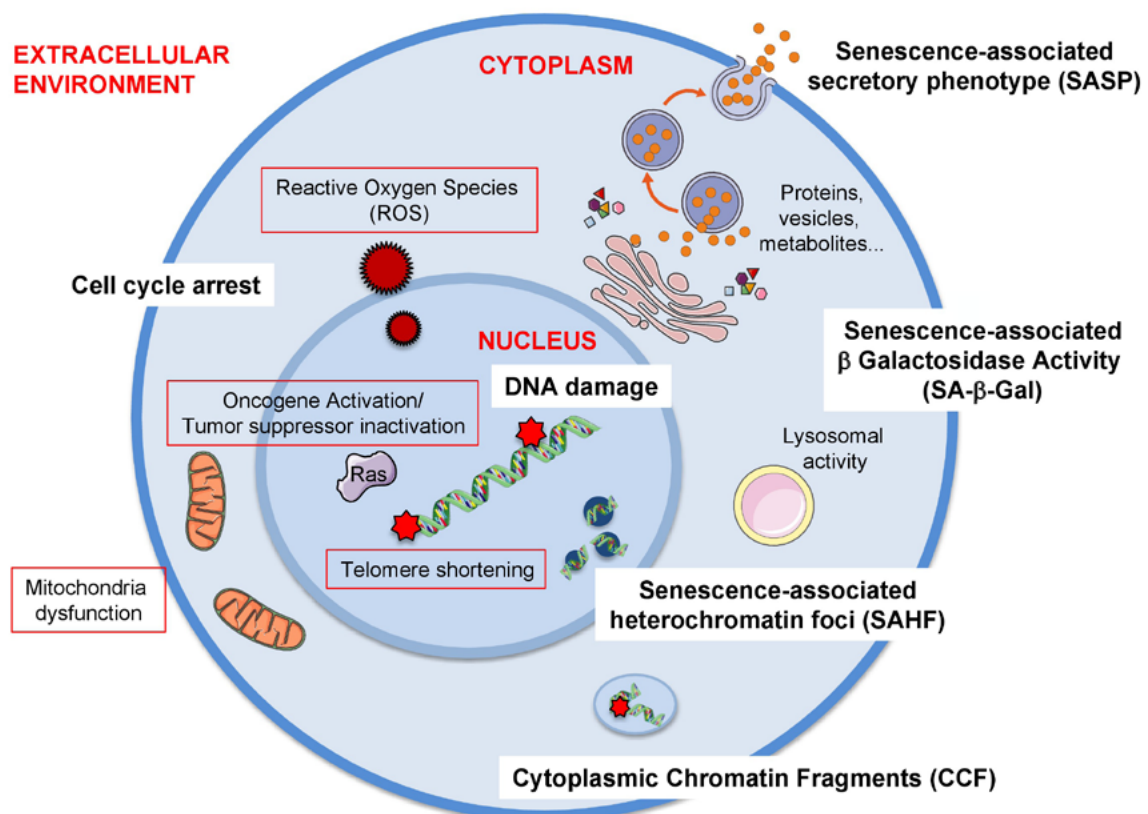 EXTRACELLULAR
ENVIRONMENT
CYTOPLASM
Senescence-associated
secretory phenotype (SASP)
Reactive Oxygen Species
(ROS)
Proteins,
vesicles,
metabolites...
Cell cycle arrest
NUCLEUS
DNA damage
Senescence-associated
β Galactosidase Activity
(SA-β-Gal)
Oncogene Activation/
Tumor suppressor inactivation
Lysosomal
activity
Ras
Telomere shortening
Mitochondria
dysfunction
Senescence-associated
heterochromatin foci (SAHF)
Cytoplasmic Chromatin Fragments (CCF)